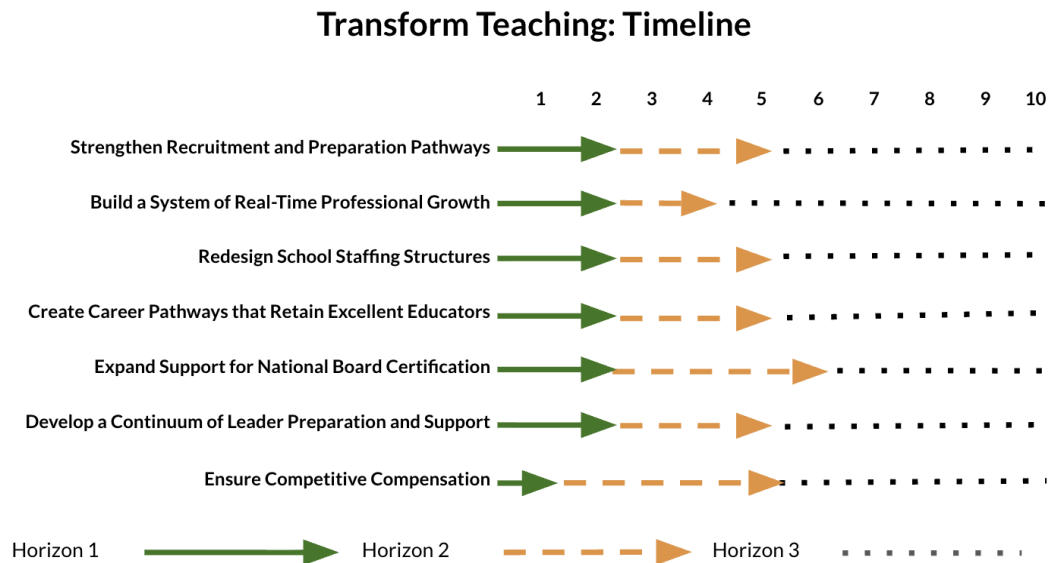 Transform Teaching: Timeline
1 2 3 4 5 6 7 8 9 10
Strengthen Recruitment and Preparation Pathways
Build a System of Real-Time Professional Growth
Redesign School Staffing Structures
Create Career Pathways that Retain Excellent Educators
Expand Support for National Board Certification
Develop a Continuum of Leader Preparation and Support
Ensure Competitive Compensation
Horizon 1 Horizon 2 Horizon 3